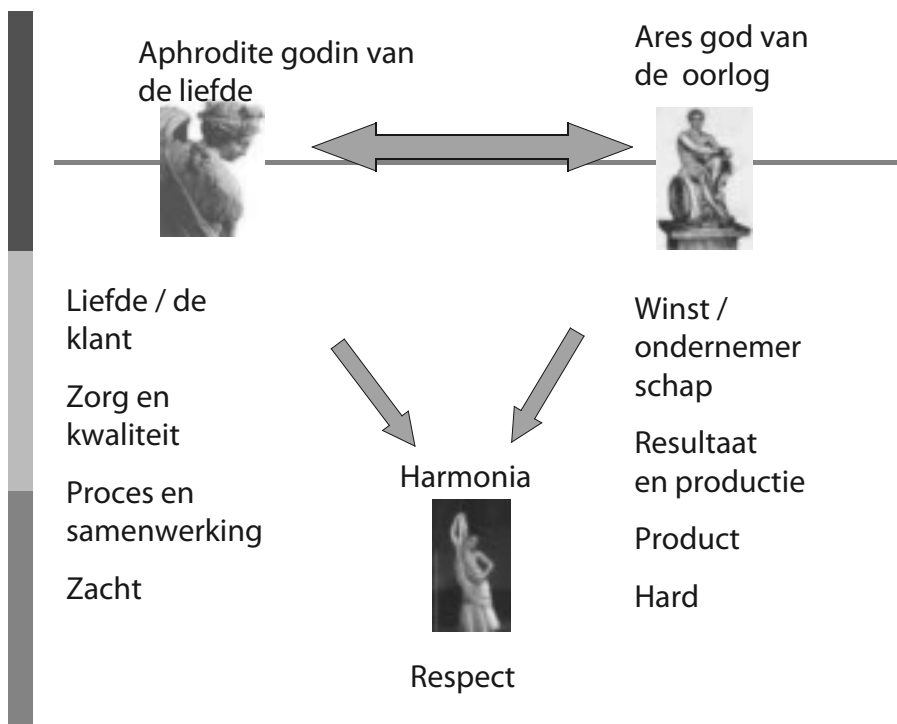 Aphrodite godin van
de liefde
Ares god van
de oorlog
Liefde / de
klant
Zorg en
kwaliteit
Proces en
samenwerking
Zacht
Winst /
ondernemer
schap
Resultaat
en productie
Product
Hard
Harmonia
Respect